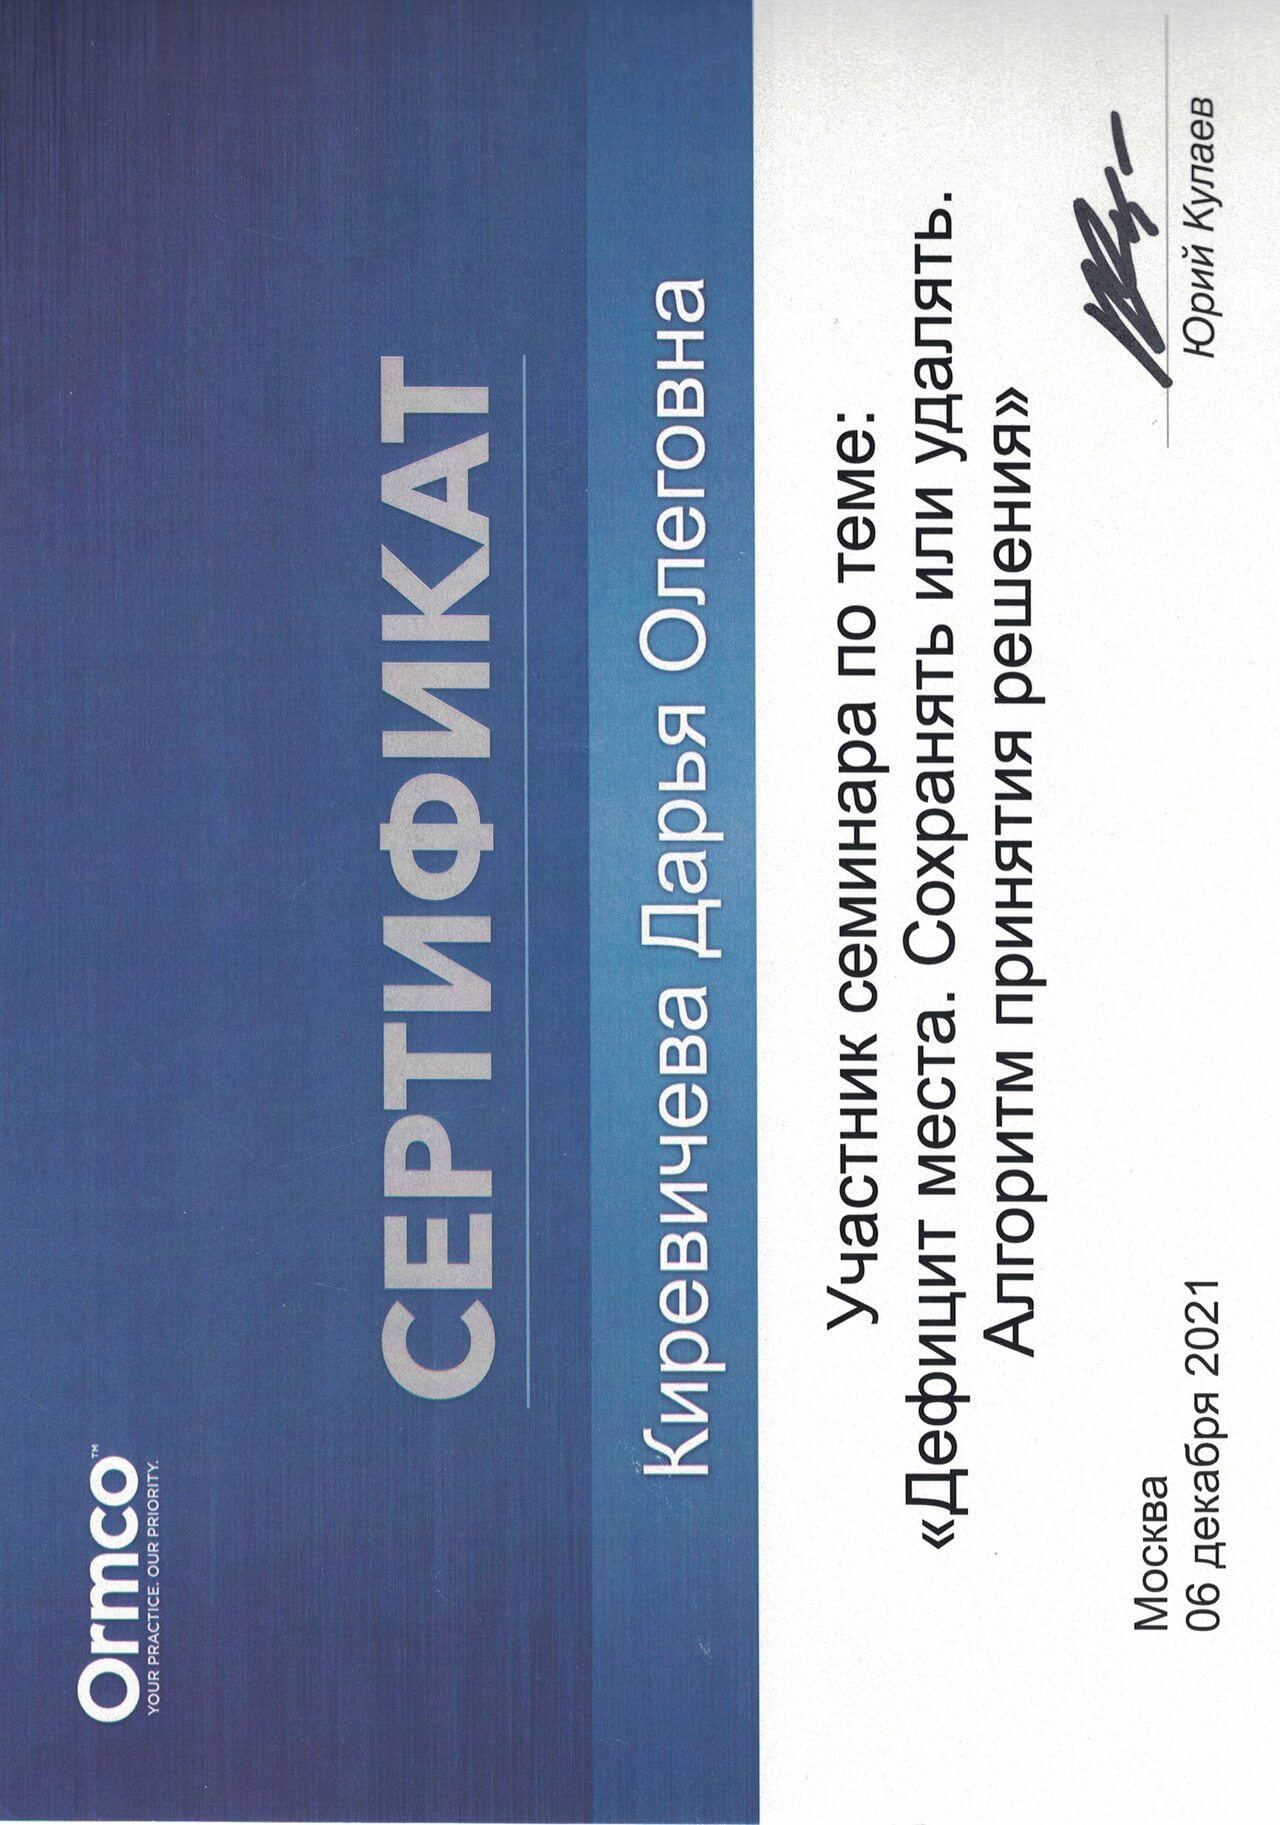 Ormco™
YOUR PRACTICE. OUR PRIORITY.
СЕРТИФИКАТ
Киревичева Дарья Олеговна
Участник семинара по теме:
«Дефицит места. Сохранять или удалять.
Алгоритм принятия решения»
Москва
06 декабря 2021
Юрий Кулаев